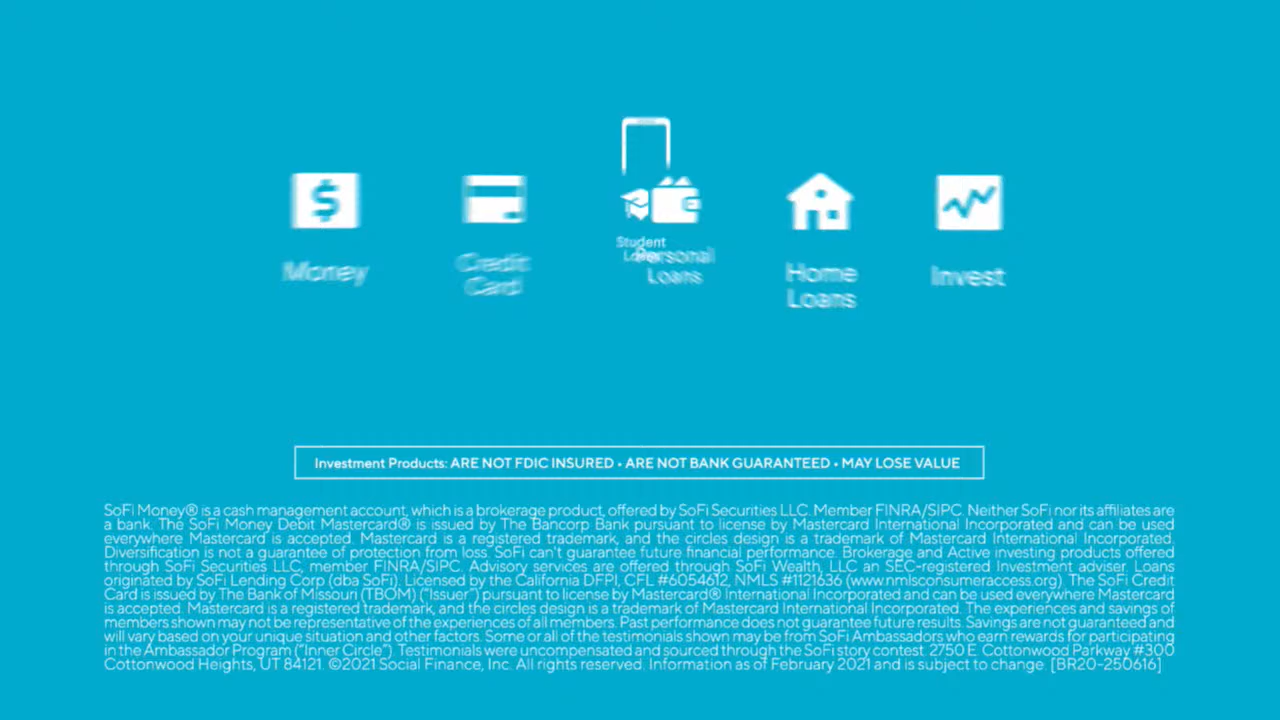 Money
Credit
Card
Student
Personal
Loans
Home
Loans
Invest
Investment Products: ARE NOT FDIC INSURED • ARE NOT BANK GUARANTEED • MAY LOSE VALUE
SoFi Money® is a cash management account, which is a brokerage product, offered by SoFi Securities LLC. Member FINRA/SIPC. Neither SoFi nor its affiliates are
a bank. The SoFi Money Debit Mastercard® is issued by The Bancorp Bank pursuant to license by Mastercard International Incorporated and can be used
everywhere Mastercard is accepted. Mastercard is a registered trademark, and the circles design is a trademark of Mastercard International Incorporated.
Diversification is not a guarantee of protection from loss. SoFi can't guarantee future financial performance. Brokerage and Active investing products offered
through SoFi Securities LLC, member FINRA/SIPC. Advisory services are offered through SoFi Wealth, LLC an SEC-registered Investment adviser. Loans
originated by SoFi Lending Corp (dba SoFi). Licensed by the California DFPI, CFL #6054612, NMLS #1121636 (www.nmlsconsumeraccess.org). The SoFi Credit
Card is issued by The Bank of Missouri (TBOM) ("Issuer") pursuant to license by Mastercard® International Incorporated and can be used everywhere Mastercard
is accepted. Mastercard is a registered trademark, and the circles design is a trademark of Mastercard International Incorporated. The experiences and savings of
members shown may not be representative of the experiences of all members. Past performance does not guarantee future results. Savings are not guaranteed and
will vary based on your unique situation and other factors. Some or all of the testimonials shown may be from SoFi Ambassadors who earn rewards for participating
in the Ambassador Program ("Inner Circle"). Testimonials were uncompensated and sourced through the SoFi story contest. 2750 E. Cottonwood Parkway #300
Cottonwood Heights, UT 84121. ©2021 Social Finance, Inc. All rights reserved. Information as of February 2021 and is subject to change. [BR20-250616]